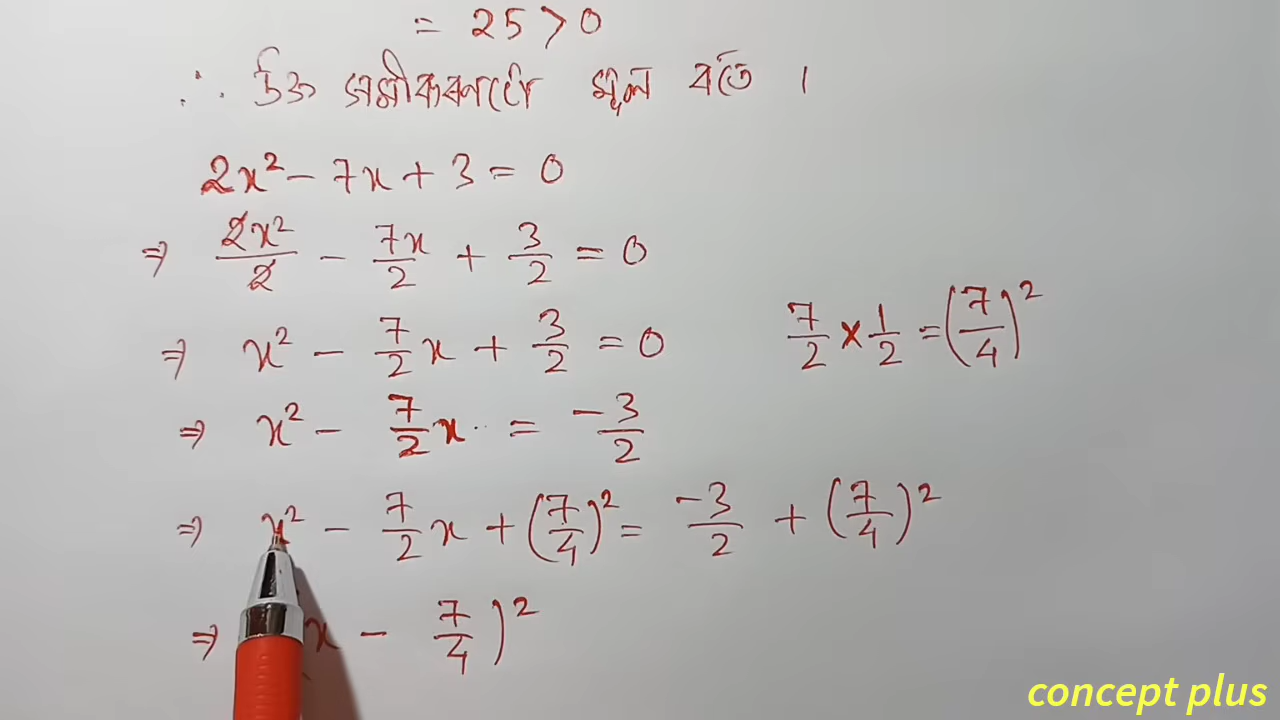 = 25 > 0
∴ উক্ত সমীকৰণটোৰ মূল বৰ্তে ।
2x² − 7x + 3 = 0
⇒ 2x²/2 − 7x/2 + 3/2 = 0
⇒ x² − 7/2 x + 3/2 = 0
7/2 × 1/2 = (7/4)²
⇒ x² − 7/2 x = −3/2
⇒ x² − 7/2 x + (7/4)² = −3/2 + (7/4)²
⇒ x − 7/4 )²
concept plus